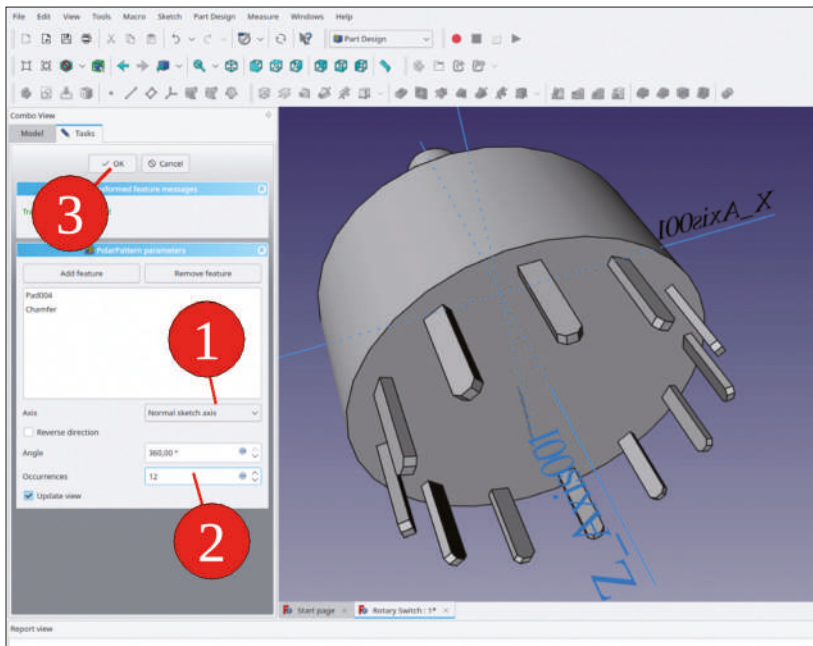 File Edit View Tools Macro Sketch Part Design Measure Windows Help
Part Design
Combo View
Model Tasks
OK Cancel
3
feature messages
PolarPattern parameters
Add feature Remove feature
Pad004
Chamfer
1
Axis Normal sketch axis
Reverse direction
Angle 360,00 °
Occurrences 12
Update view
2
X_Axis001
Z_Axis001
Start page Rotary Switch : 1*
Report view